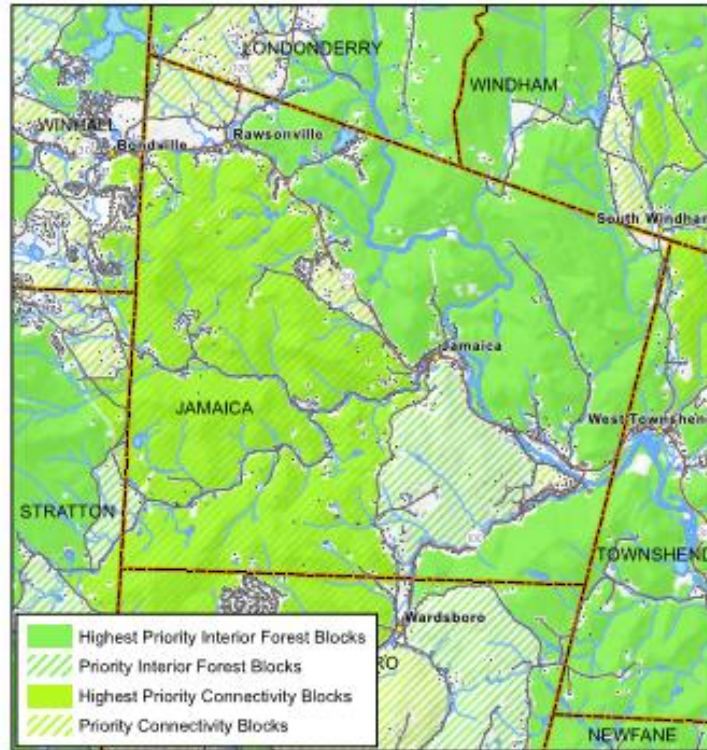 LONDONDERRY
WINDHAM
WINHALL
Bondville
Rawsonville
South Windham
Jamaica
JAMAICA
West Townshend
STRATTON
TOWNSHEND
Wardsboro
RO
NEWFANE
Highest Priority Interior Forest Blocks
Priority Interior Forest Blocks
Highest Priority Connectivity Blocks
Priority Connectivity Blocks